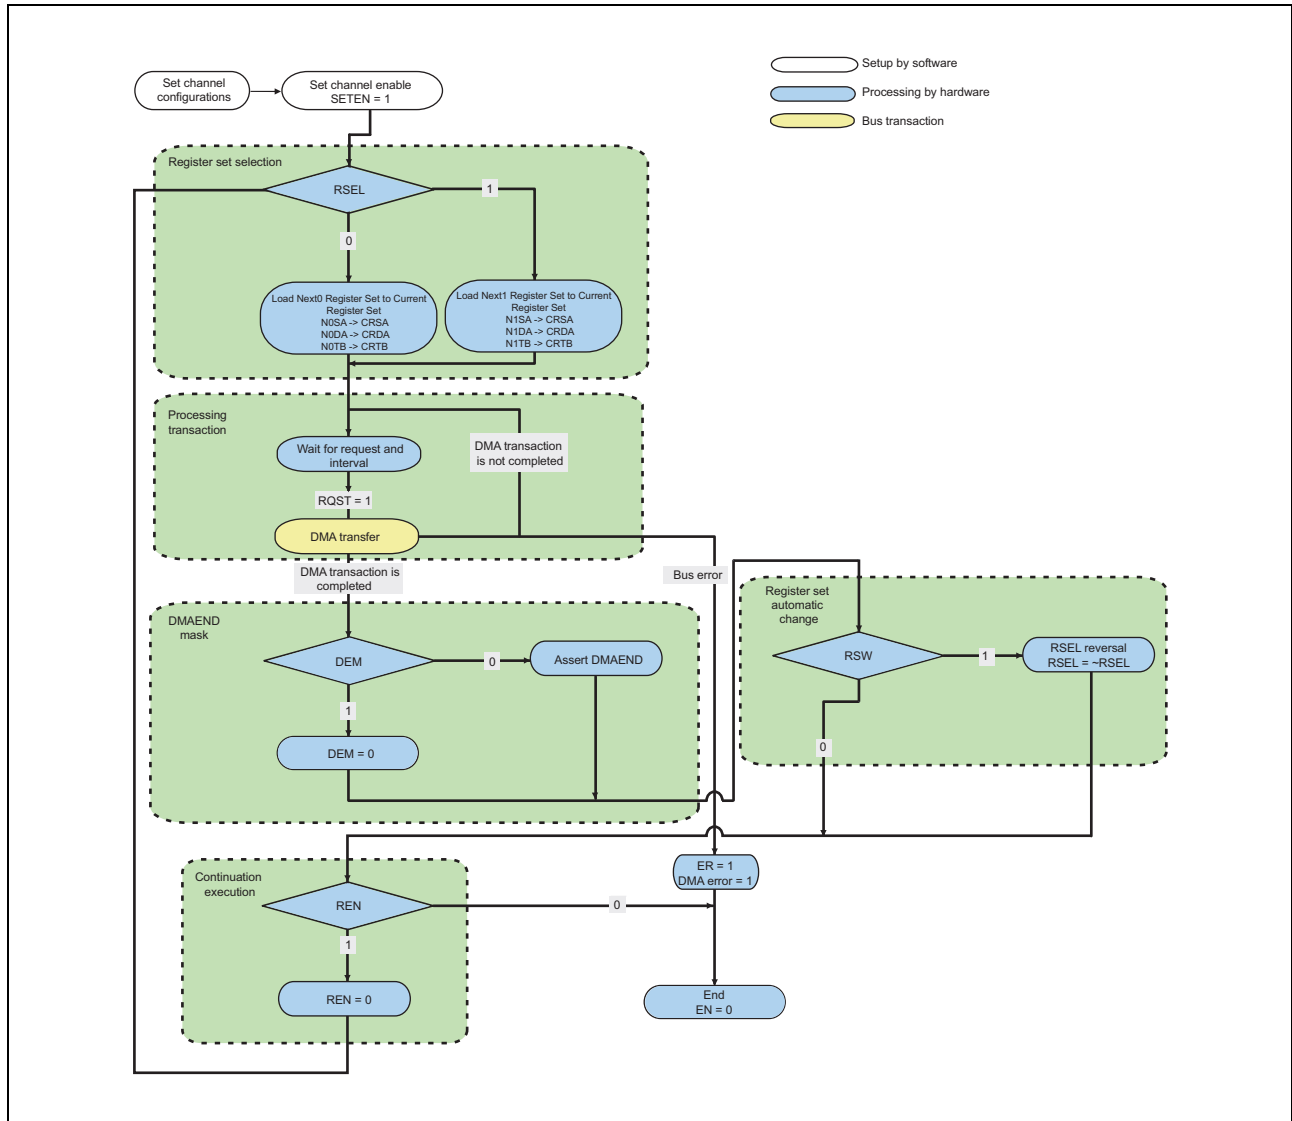 Set channel
configurations
Set channel enable
SETEN = 1
Setup by software
Processing by hardware
Bus transaction
Register set selection
RSEL
1
0
Load Next0 Register Set to Current
Register Set
N0SA -> CRSA
N0DA -> CRDA
N0TB -> CRTB
Load Next1 Register Set to Current
Register Set
N1SA -> CRSA
N1DA -> CRDA
N1TB -> CRTB
Processing
transaction
Wait for request and
interval
DMA transaction
is not completed
RQST = 1
DMA transfer
DMA transaction is
completed
Bus error
Register set
automatic
change
DMAEND
mask
DEM
0
Assert DMAEND
RSW
1
RSEL reversal
RSEL = ~RSEL
1
DEM = 0
0
Continuation
execution
ER = 1
DMA error = 1
REN
0
1
REN = 0
End
EN = 0